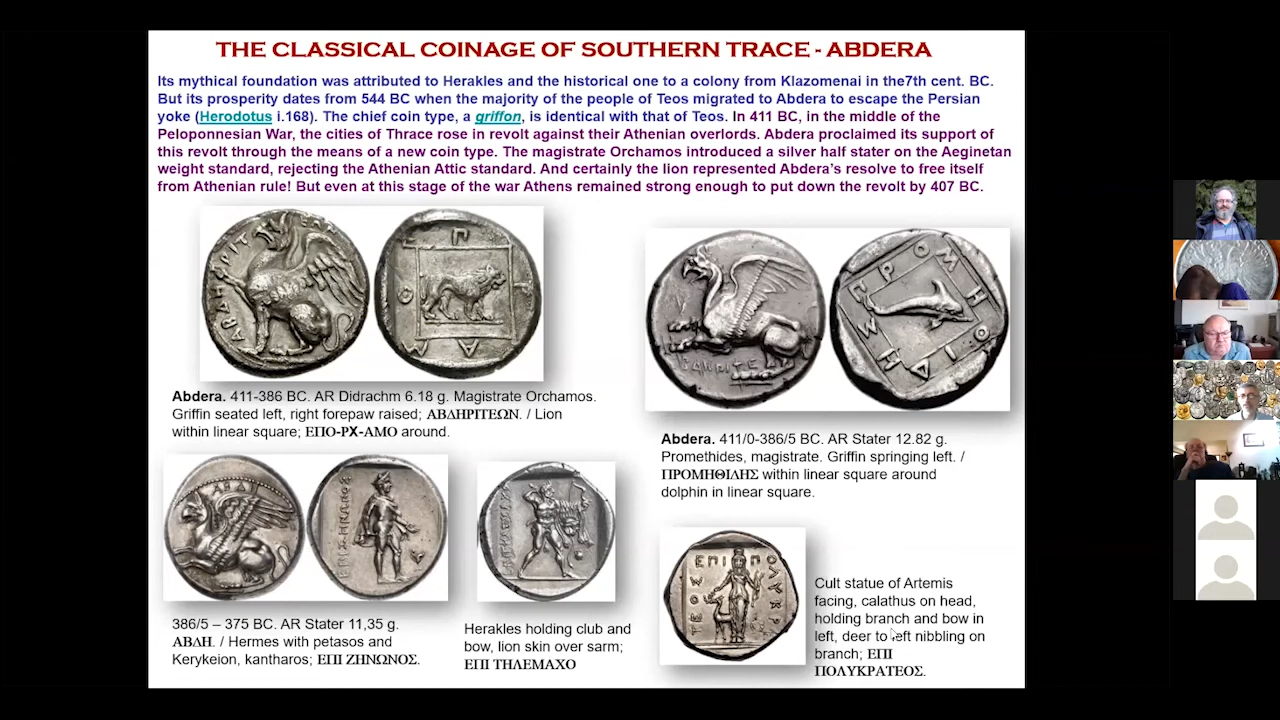 THE CLASSICAL COINAGE OF SOUTHERN TRACE - ABDERA
Its mythical foundation was attributed to Herakles and the historical one to a colony from Klazomenai in the7th cent. BC.
But its prosperity dates from 544 BC when the majority of the people of Teos migrated to Abdera to escape the Persian
yoke (Herodotus i.168). The chief coin type, a griffon, is identical with that of Teos. In 411 BC, in the middle of the
Peloponnesian War, the cities of Thrace rose in revolt against their Athenian overlords. Abdera proclaimed its support of
this revolt through the means of a new coin type. The magistrate Orchamos introduced a silver half stater on the Aeginetan
weight standard, rejecting the Athenian Attic standard. And certainly the lion represented Abdera's resolve to free itself
from Athenian rule! But even at this stage of the war Athens remained strong enough to put down the revolt by 407 BC.
Abdera. 411-386 BC. AR Didrachm 6.18 g. Magistrate Orchamos.
Griffin seated left, right forepaw raised; ΑΒΔΗΡΙΤΕΩΝ. / Lion
within linear square; ΕΠΟ-ΡΧ-ΑΜΟ around.
Abdera. 411/0-386/5 BC. AR Stater 12.82 g.
Promethides, magistrate. Griffin springing left. /
ΠΡΟΜΗΘΙΔΗΣ within linear square around
dolphin in linear square.
386/5 – 375 BC. AR Stater 11,35 g.
ΑΒΔΗ. / Hermes with petasos and
Kerykeion, kantharos; ΕΠΙ ΖΗΝΩΝΟΣ.
Herakles holding club and
bow, lion skin over sarm;
ΕΠΙ ΤΗΛΕΜΑΧΟ
ΕΠΙ ΠΟΛΥΚΡ
ΤΕΟΣ
Cult statue of Artemis
facing, calathus on head,
holding branch and bow in
left, deer to left nibbling on
branch; ΕΠΙ
ΠΟΛΥΚΡΑΤΕΟΣ.